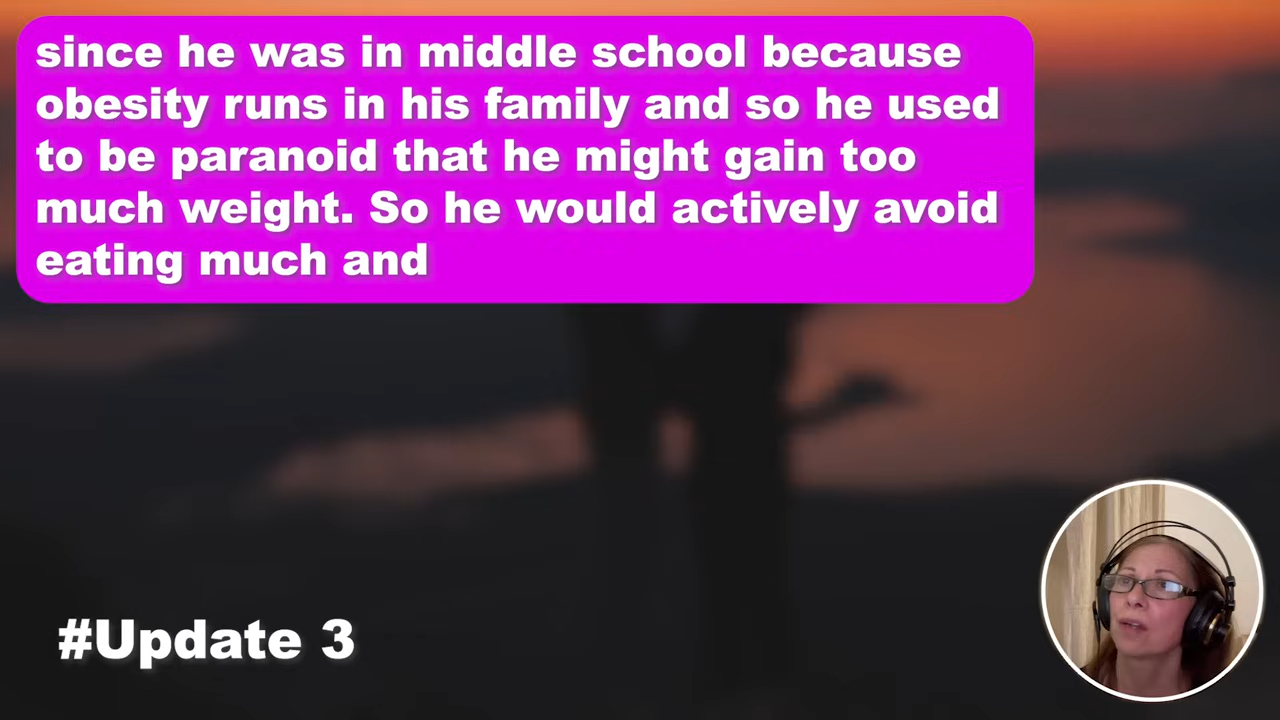 since he was in middle school because
obesity runs in his family and so he used
to be paranoid that he might gain too
much weight. So he would actively avoid
eating much and
#Update 3